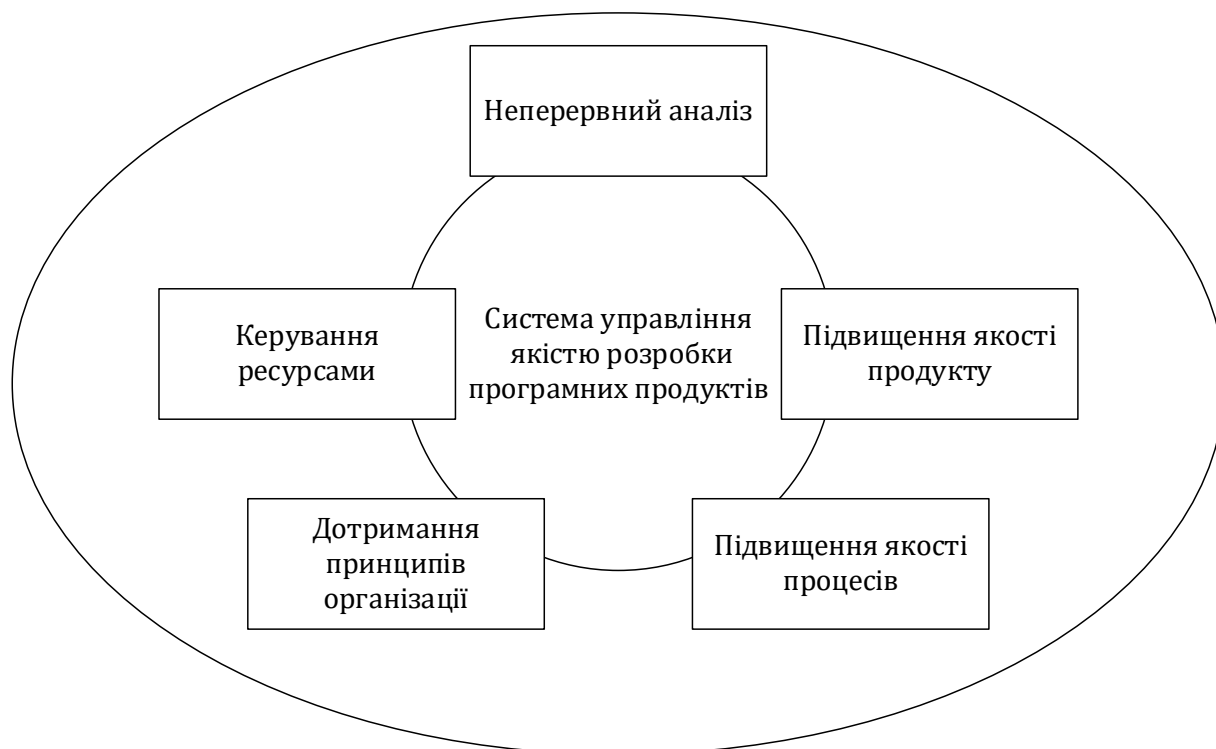 Неперервний аналіз
Керування
ресурсами
Система управління
якістю розробки
програмних продуктів
Підвищення якості
продукту
Дотримання
принципів
організації
Підвищення якості
процесів